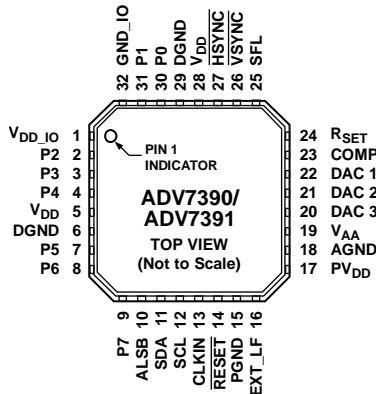 32 GND_IO
31 P1
30 P0
29 DGND
28 VDD
27 HSYNC
26 VSYNC
25 SFL
VDD_IO 1
P2 2
P3 3
P4 4
VDD 5
DGND 6
P5 7
P6 8
PIN 1
INDICATOR
ADV7390/
ADV7391
TOP VIEW
(Not to Scale)
24 RSET
23 COMP
22 DAC 1
21 DAC 2
20 DAC 3
19 VAA
18 AGND
17 PVDD
P7 9
ALSB 10
SDA 11
SCL 12
CLKIN 13
RESET 14
PGND 15
EXT_LF 16